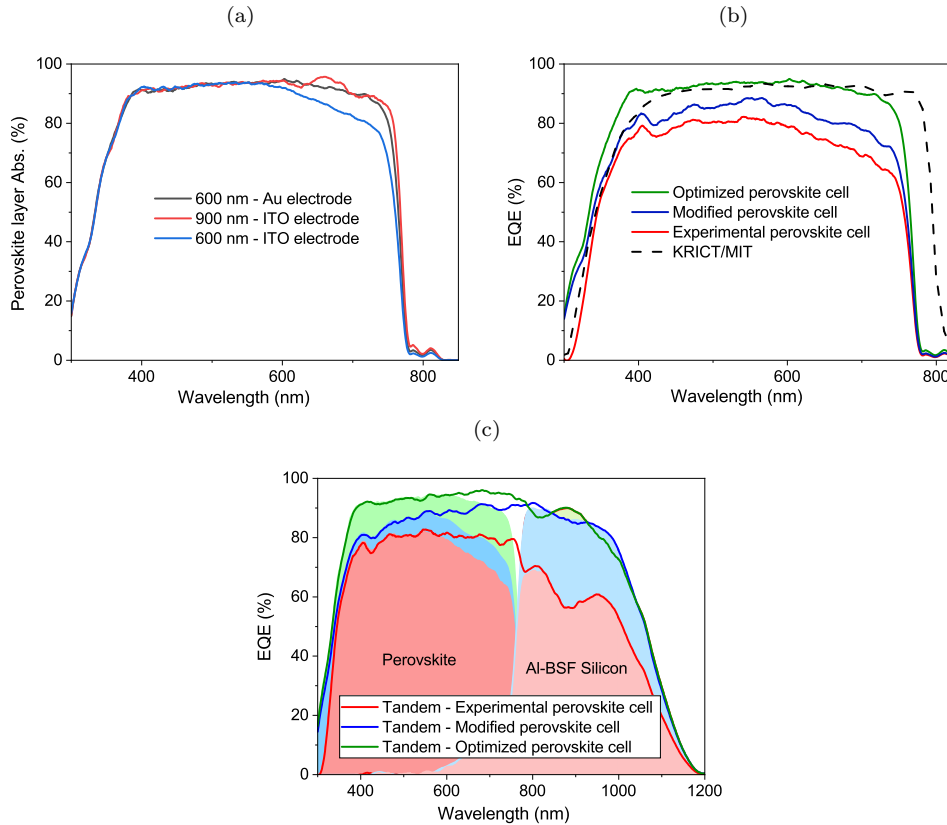 (a)
(b)
100
80
60
40
20
0
Perovskite layer Abs. (%)
600 nm - Au electrode
900 nm - ITO electrode
600 nm - ITO electrode
400
600
800
Wavelength (nm)
100
80
60
40
20
0
EQE (%)
Optimized perovskite cell
Modified perovskite cell
Experimental perovskite cell
KRICT/MIT
400
600
800
Wavelength (nm)
(c)
100
80
60
40
20
0
EQE (%)
Perovskite
Al-BSF Silicon
Tandem - Experimental perovskite cell
Tandem - Modified perovskite cell
Tandem - Optimized perovskite cell
400
600
800
1000
1200
Wavelength (nm)